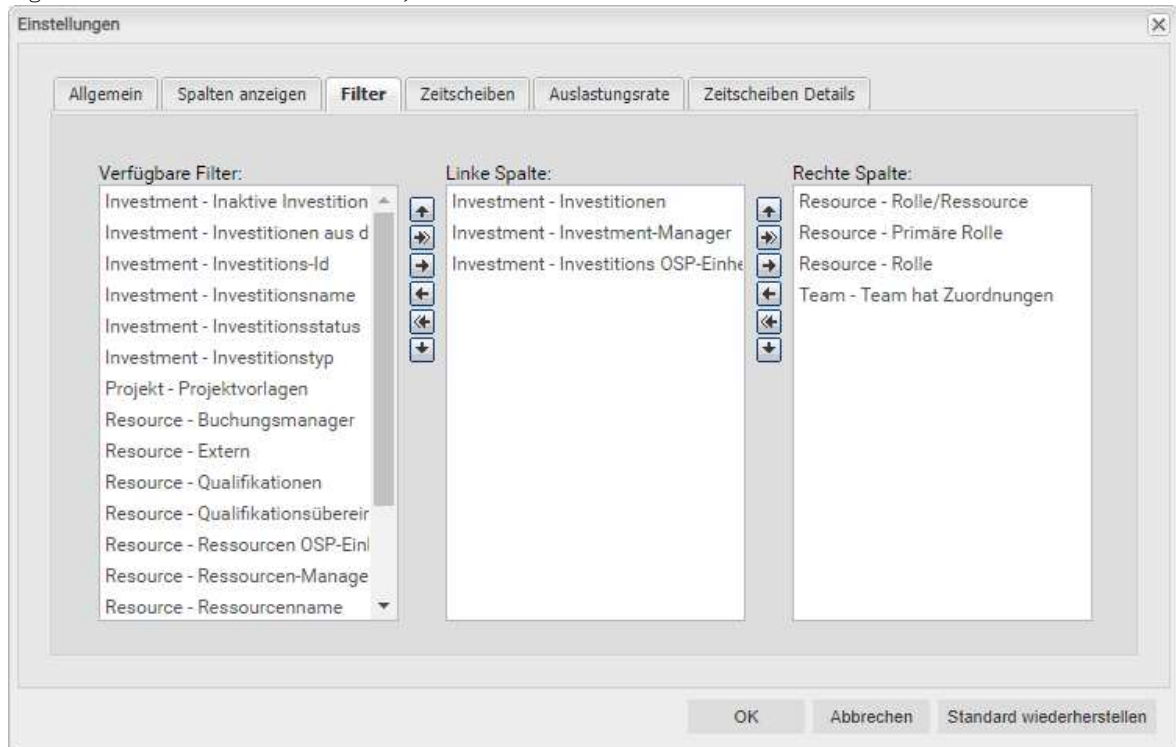 Einstellungen
Allgemein
Spalten anzeigen
Filter
Zeitscheiben
Auslastungsrate
Zeitscheiben Details
Verfügbare Filter:
Investment - Inaktive Investition
Investment - Investitionen aus d
Investment - Investitions-Id
Investment - Investitionsname
Investment - Investitionsstatus
Investment - Investitionstyp
Projekt - Projektvorlagen
Resource - Buchungsmanager
Resource - Extern
Resource - Qualifikationen
Resource - Qualifikationsüberein
Resource - Ressourcen OSP-Einl
Resource - Ressourcen-Manage
Resource - Ressourcenname
Linke Spalte:
Investment - Investitionen
Investment - Investment-Manager
Investment - Investitions OSP-Einhe
Rechte Spalte:
Resource - Rolle/Ressource
Resource - Primäre Rolle
Resource - Rolle
Team - Team hat Zuordnungen
OK
Abbrechen
Standard wiederherstellen